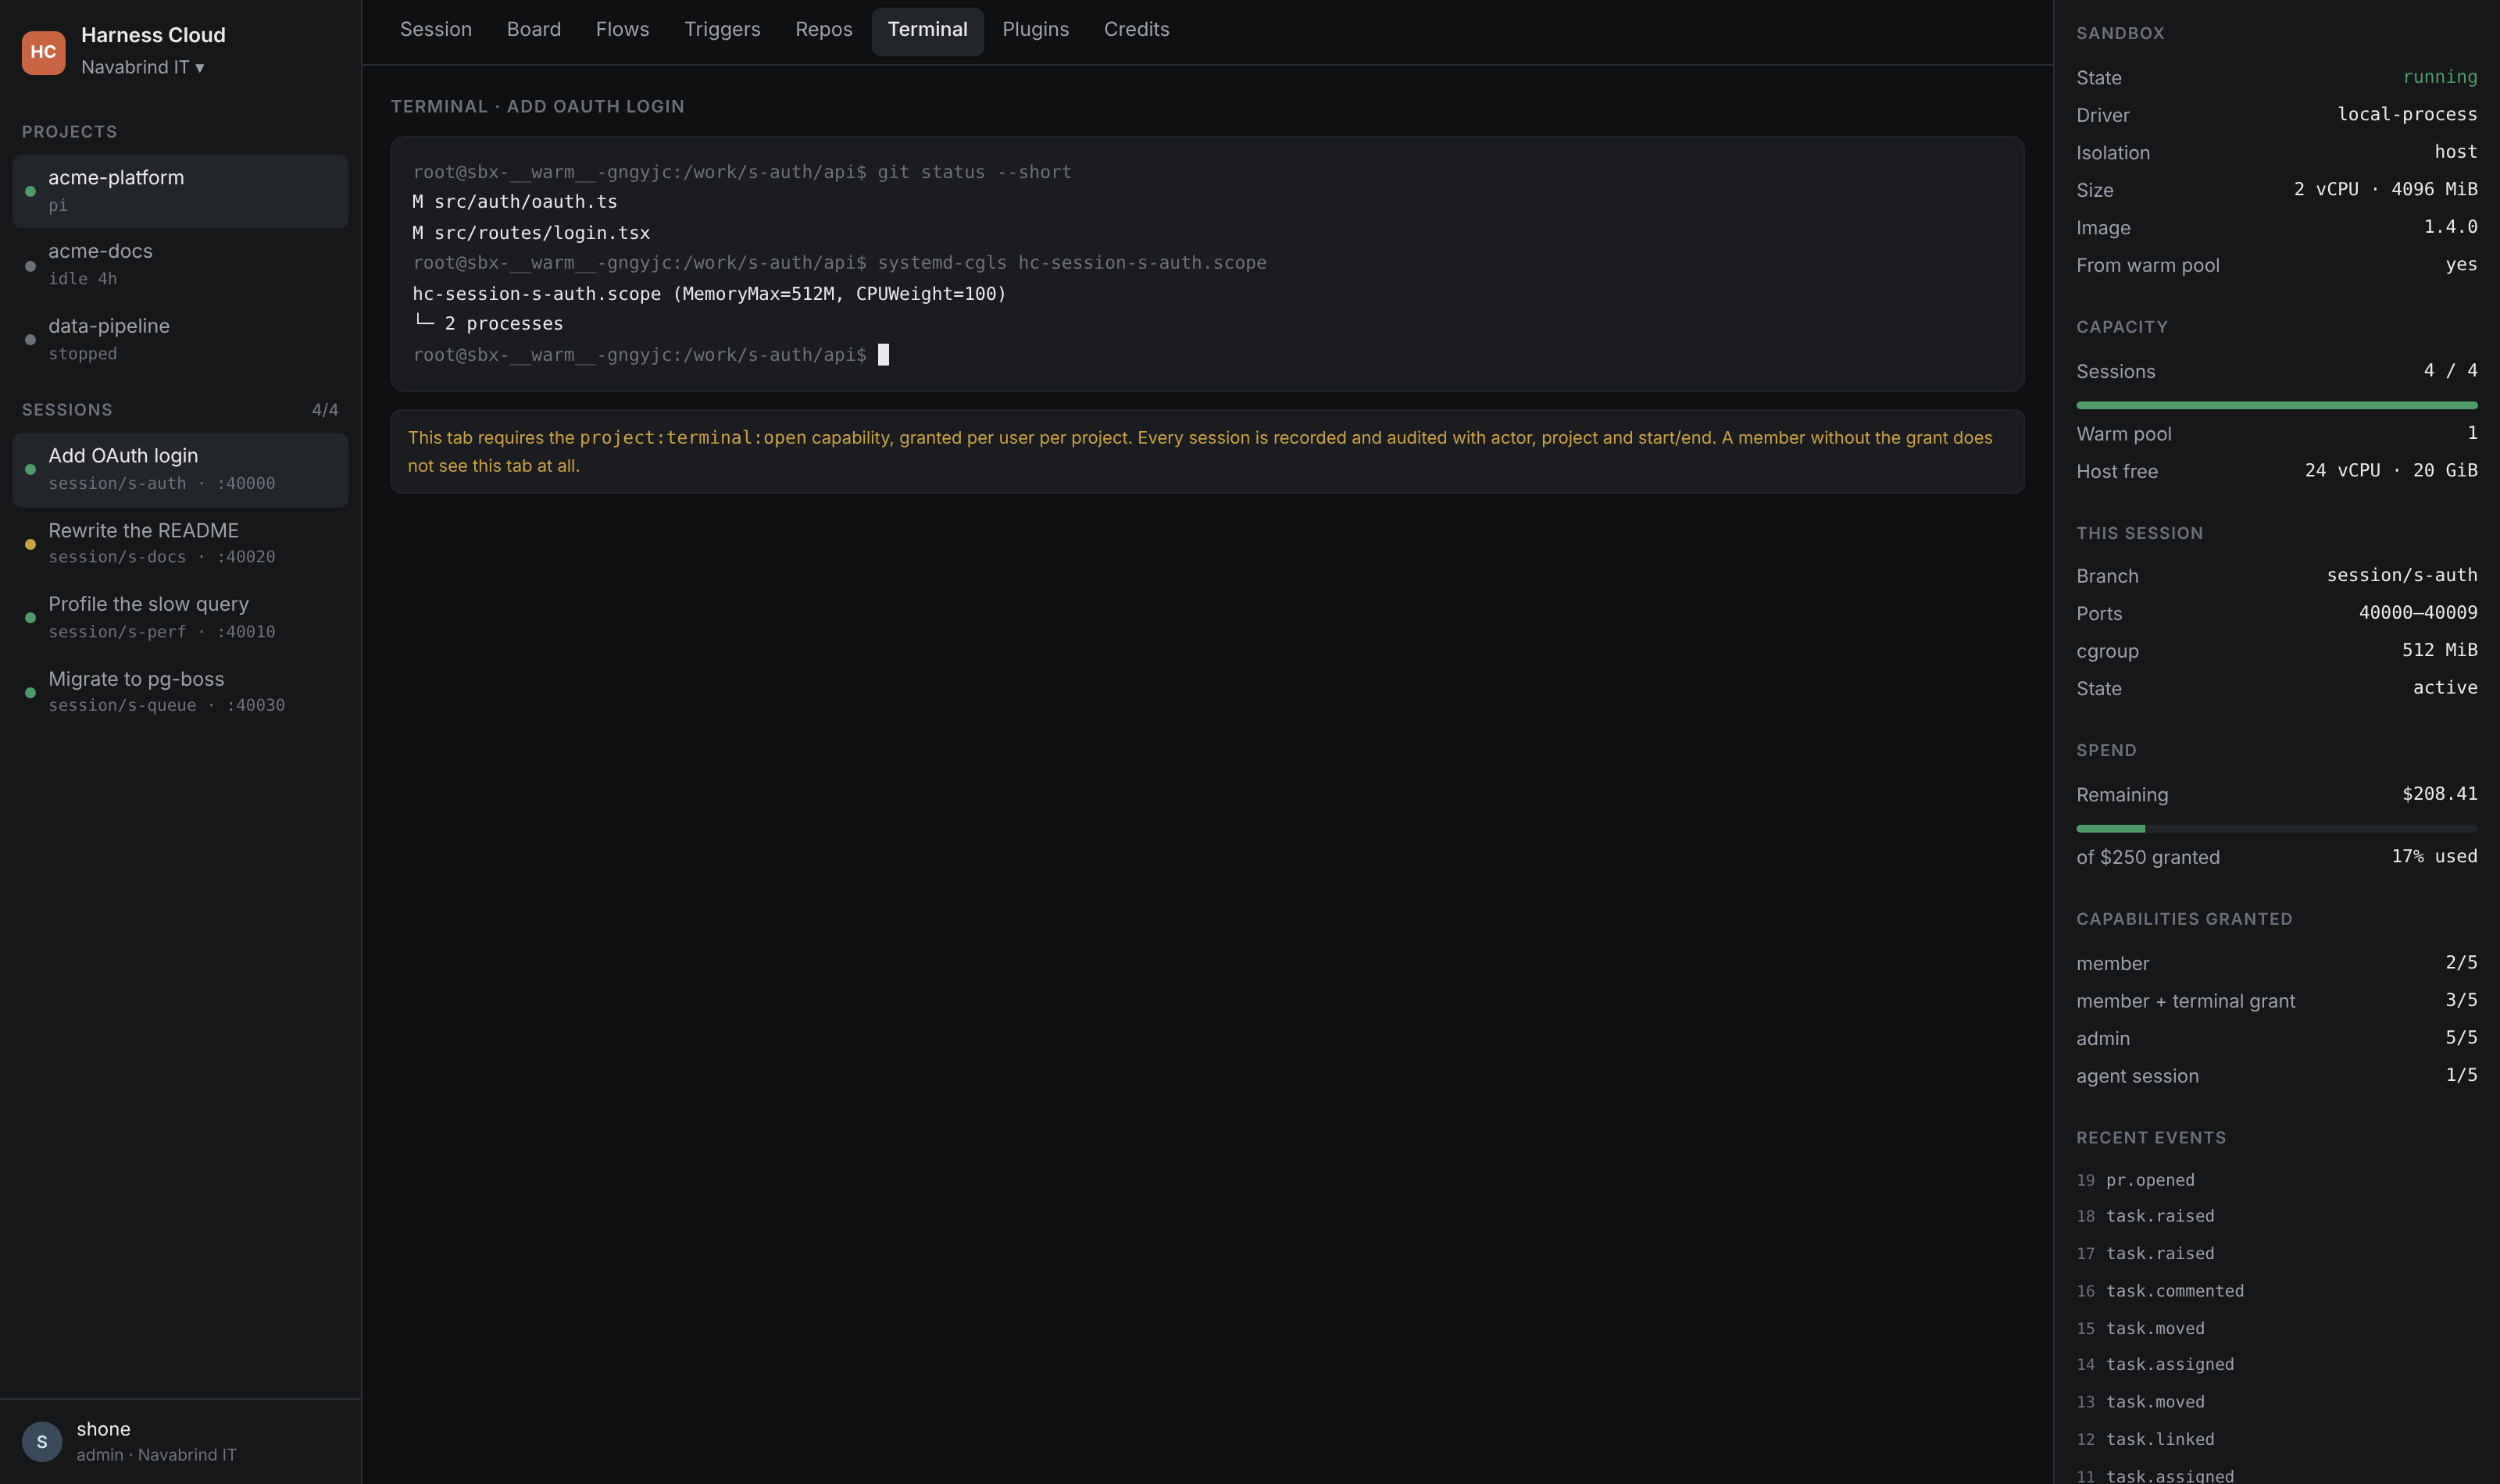 HC
Harness Cloud
Navabrind IT ▾
PROJECTS
acme-platform
pi
acme-docs
idle 4h
data-pipeline
stopped
SESSIONS 4/4
Add OAuth login
session/s-auth · :40000
Rewrite the README
session/s-docs · :40020
Profile the slow query
session/s-perf · :40010
Migrate to pg-boss
session/s-queue · :40030
S
shone
admin · Navabrind IT
Session Board Flows Triggers Repos Terminal Plugins Credits
TERMINAL · ADD OAUTH LOGIN
root@sbx-__warm__-gngyjc:/work/s-auth/api$ git status --short
M src/auth/oauth.ts
M src/routes/login.tsx
root@sbx-__warm__-gngyjc:/work/s-auth/api$ systemd-cgls hc-session-s-auth.scope
hc-session-s-auth.scope (MemoryMax=512M, CPUWeight=100)
└─ 2 processes
root@sbx-__warm__-gngyjc:/work/s-auth/api$
This tab requires the project:terminal:open capability, granted per user per project. Every session is recorded and audited with actor, project and start/end. A member without the grant does
not see this tab at all.
SANDBOX
State running
Driver local-process
Isolation host
Size 2 vCPU · 4096 MiB
Image 1.4.0
From warm pool yes
CAPACITY
Sessions 4 / 4
Warm pool 1
Host free 24 vCPU · 20 GiB
THIS SESSION
Branch session/s-auth
Ports 40000–40009
cgroup 512 MiB
State active
SPEND
Remaining $208.41
of $250 granted 17% used
CAPABILITIES GRANTED
member 2/5
member + terminal grant 3/5
admin 5/5
agent session 1/5
RECENT EVENTS
19 pr.opened
18 task.raised
17 task.raised
16 task.commented
15 task.moved
14 task.assigned
13 task.moved
12 task.linked
11 task.assigned